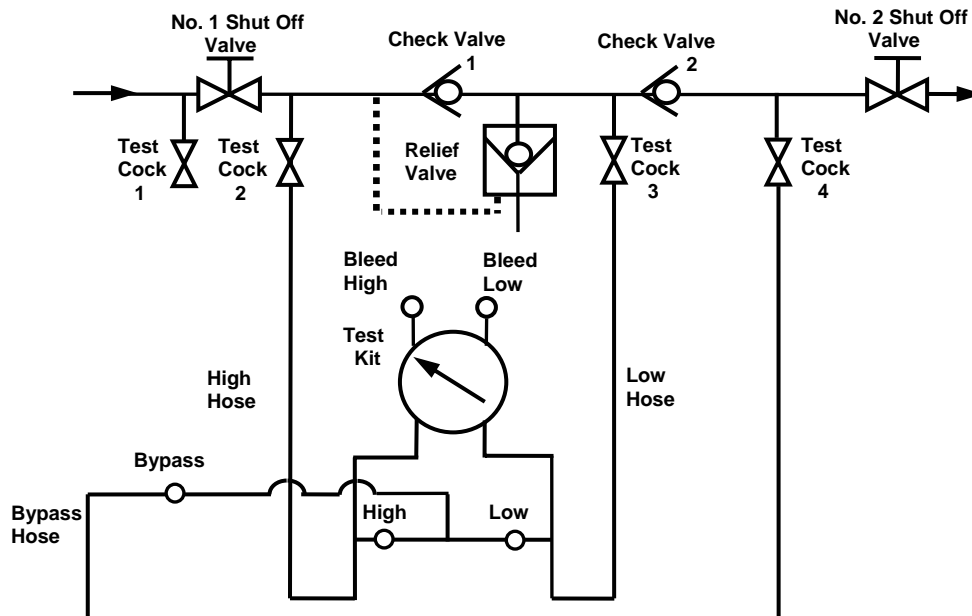 No. 1 Shut Off
Valve
Check Valve
1
Check Valve
2
No. 2 Shut Off
Valve
Test
Cock
1
Test
Cock
2
Relief
Valve
Test
Cock
3
Test
Cock
4
Bleed
High
Bleed
Low
Test
Kit
High
Hose
Low
Hose
Bypass
Bypass
Hose
High
Low